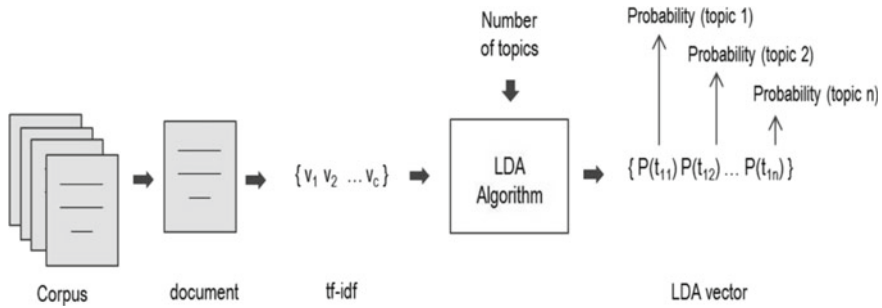 Number
of topics
Probability (topic 1)
Probability (topic 2)
Probability (topic n)
{ v₁ v₂ ... v_c }
LDA
Algorithm
{ P(t₁₁) P(t₁₂) ... P(t₁ₙ) }
Corpus
document
tf-idf
LDA vector